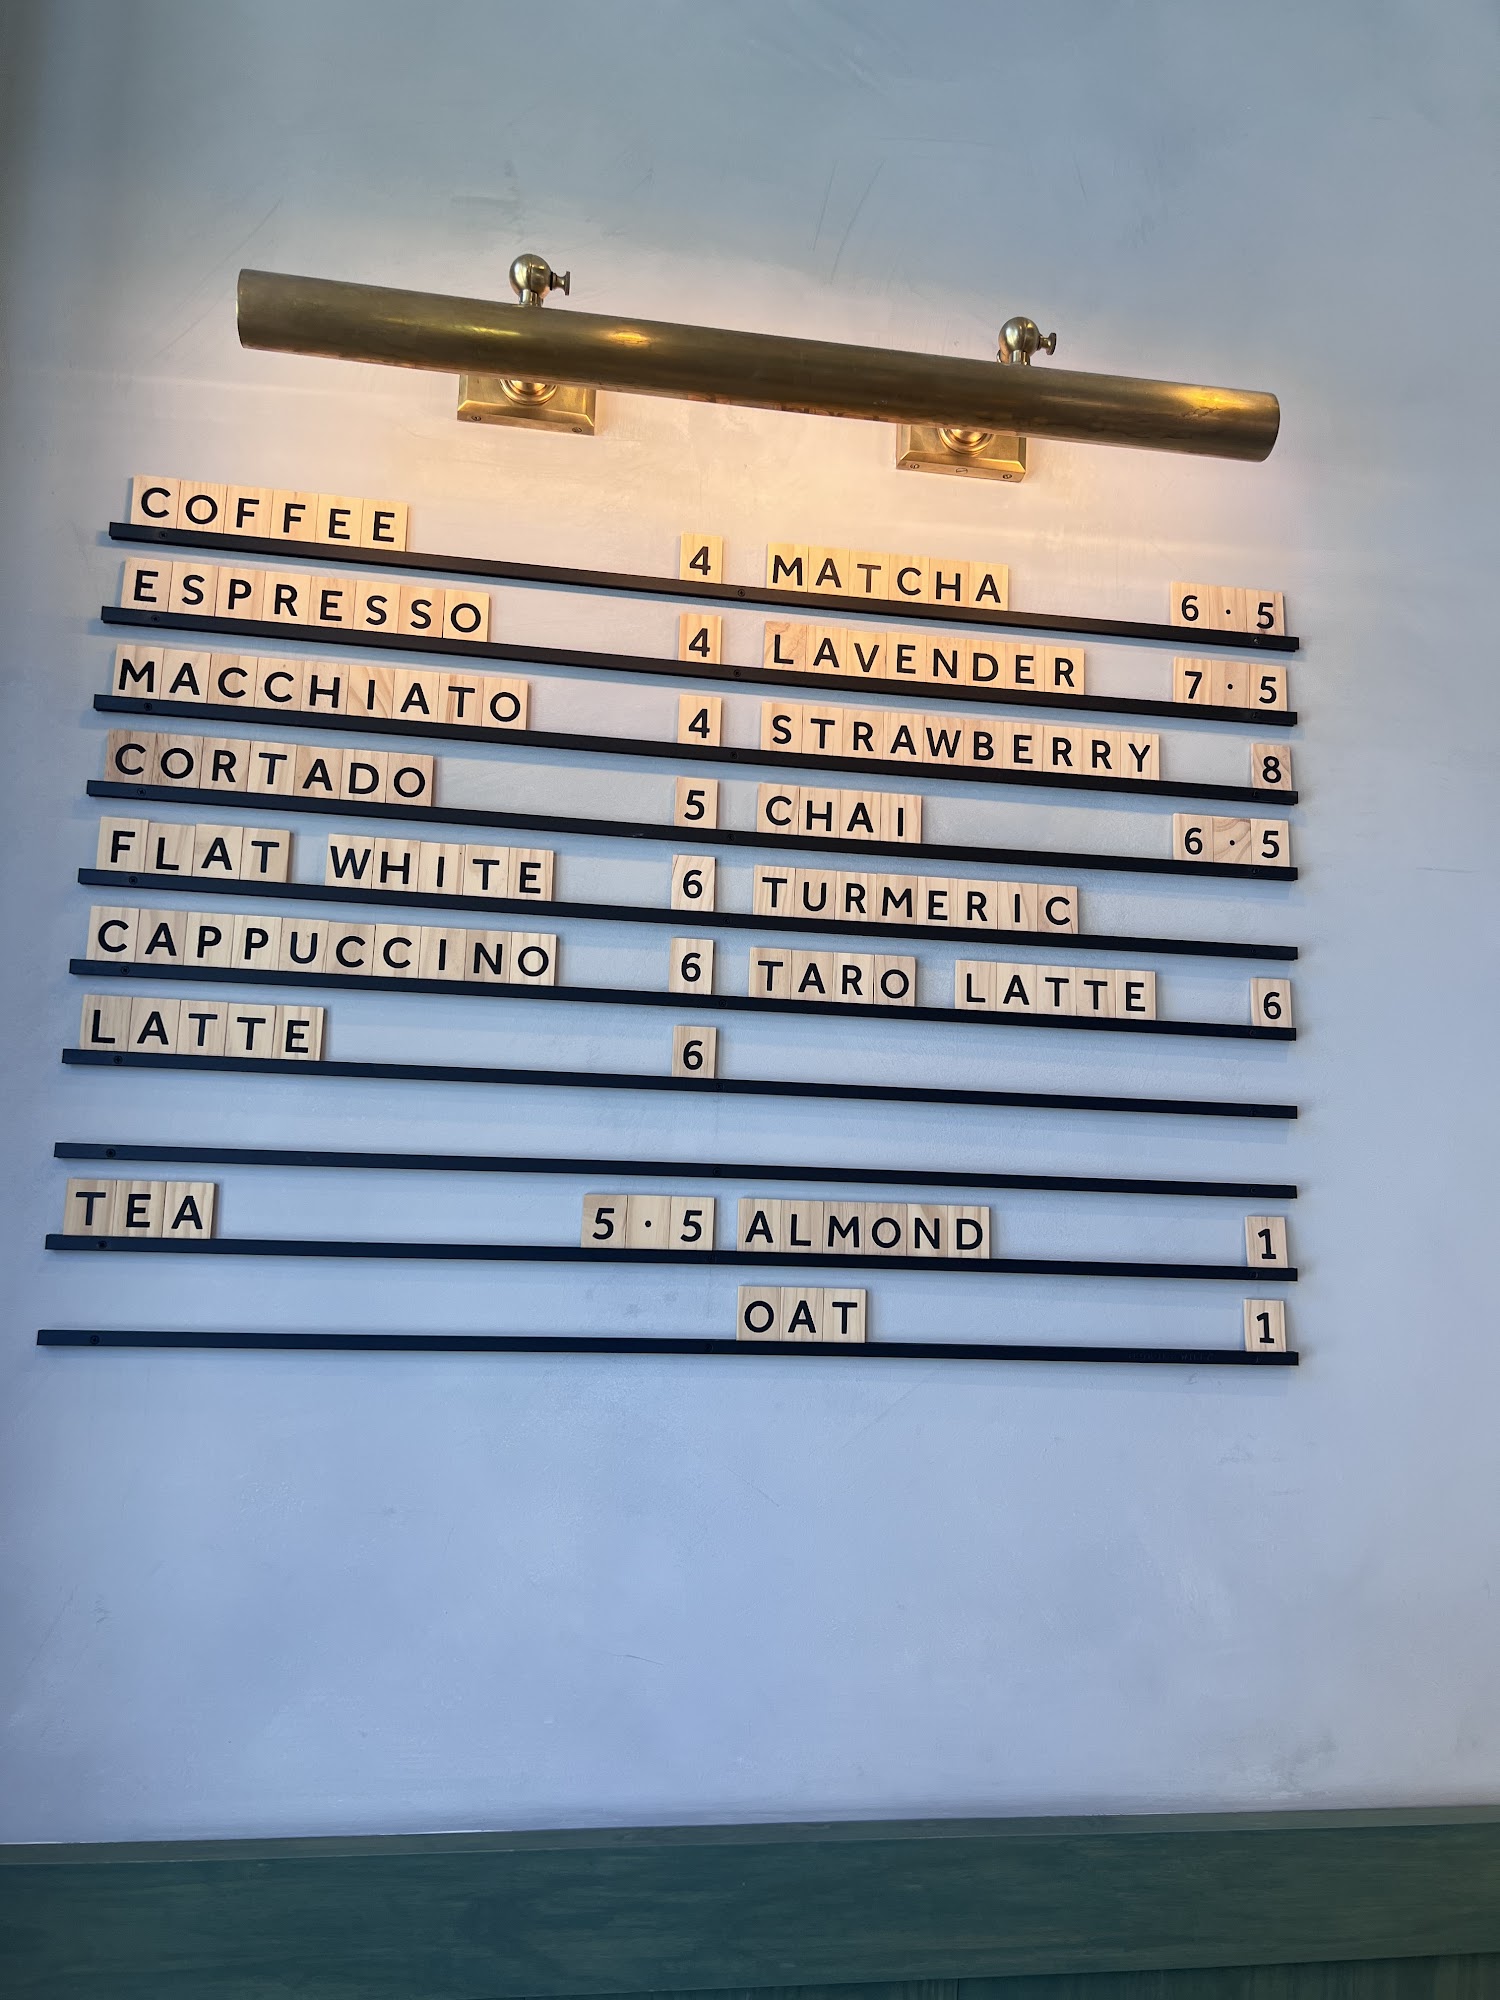 COFFEE 4 MATCHA 6·5
ESPRESSO 4 LAVENDER 7·5
MACCHIATO 4 STRAWBERRY 8
CORTADO 5 CHAI 6·5
FLAT WHITE 6 TURMERIC
CAPPUCCINO 6 TARO LATTE 6
LATTE 6
TEA 5·5 ALMOND 1
OAT 1